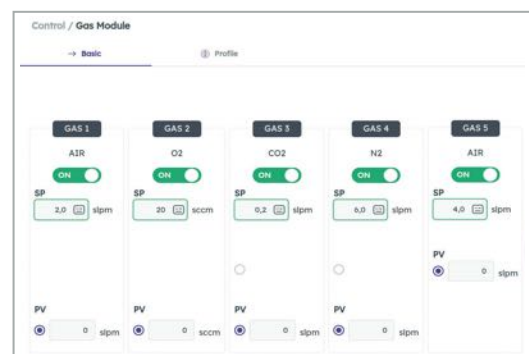 Control / Gas Module
→ Basic
Profile
GAS 1
AIR
ON
SP
2,0 slpm
PV
0 slpm
GAS 2
O2
ON
SP
20 sccm
PV
0 sccm
GAS 3
CO2
ON
SP
0,2 slpm
PV
0 slpm
GAS 4
N2
ON
SP
6,0 slpm
PV
0 slpm
GAS 5
AIR
ON
SP
4,0 slpm
PV
0 slpm